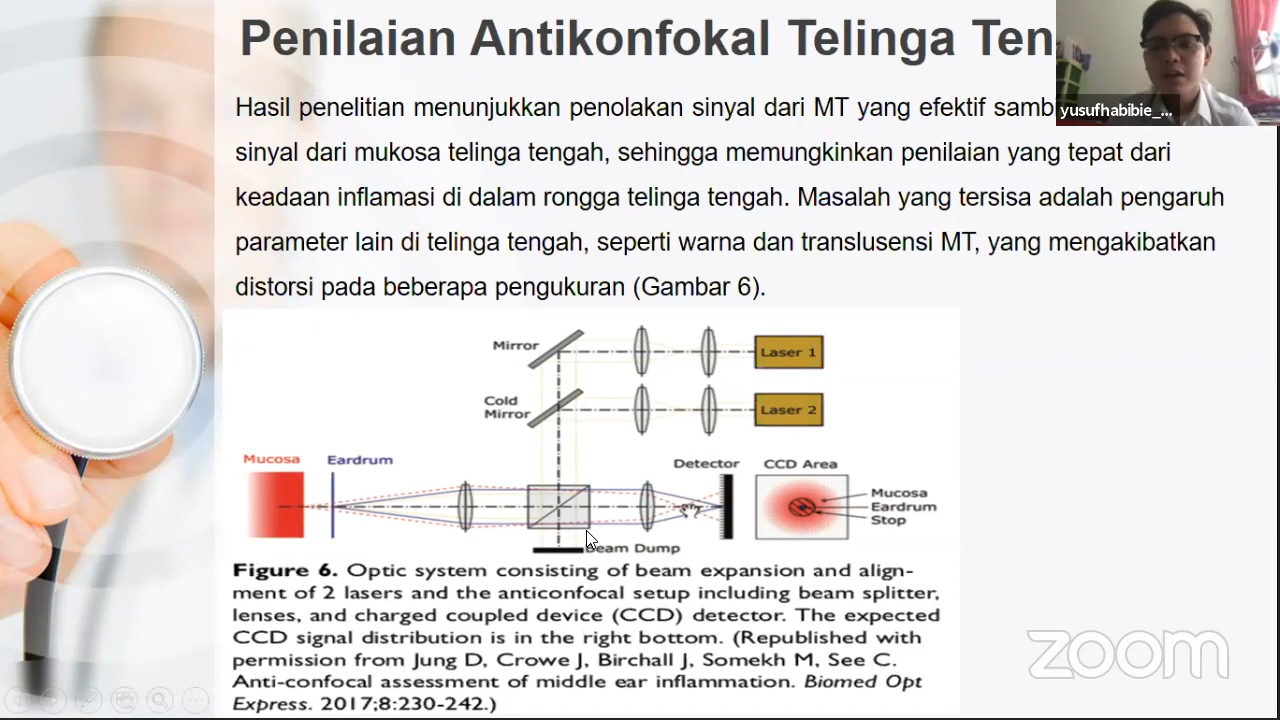 Penilaian Antikonfokal Telinga
yusufhabibie_...
Hasil penelitian menunjukkan penolakan sinyal dari MT yang efektif
sinyal dari mukosa telinga tengah, sehingga memungkinkan penilaian yang tepat dari
keadaan inflamasi di dalam rongga telinga tengah. Masalah yang tersisa adalah pengaruh
parameter lain di telinga tengah, seperti warna dan translusensi MT, yang mengakibatkan
distorsi pada beberapa pengukuran (Gambar 6).
Mirror
Laser 1
Cold
Mirror
Laser 2
Mucosa
Eardrum
Detector
CCD Area
Mucosa
Eardrum
Stop
Beam Dump
Figure 6. Optic system consisting of beam expansion and align-
ment of 2 lasers and the anticonfocal setup including beam splitter,
lenses, and charged coupled device (CCD) detector. The expected
CCD signal distribution is in the right bottom. (Republished with
permission from Jung D, Crowe J, Birchall J, Somekh M, See C.
Anti-confocal assessment of middle ear inflammation. Biomed Opt
Express. 2017;8:230-242.)
zoom